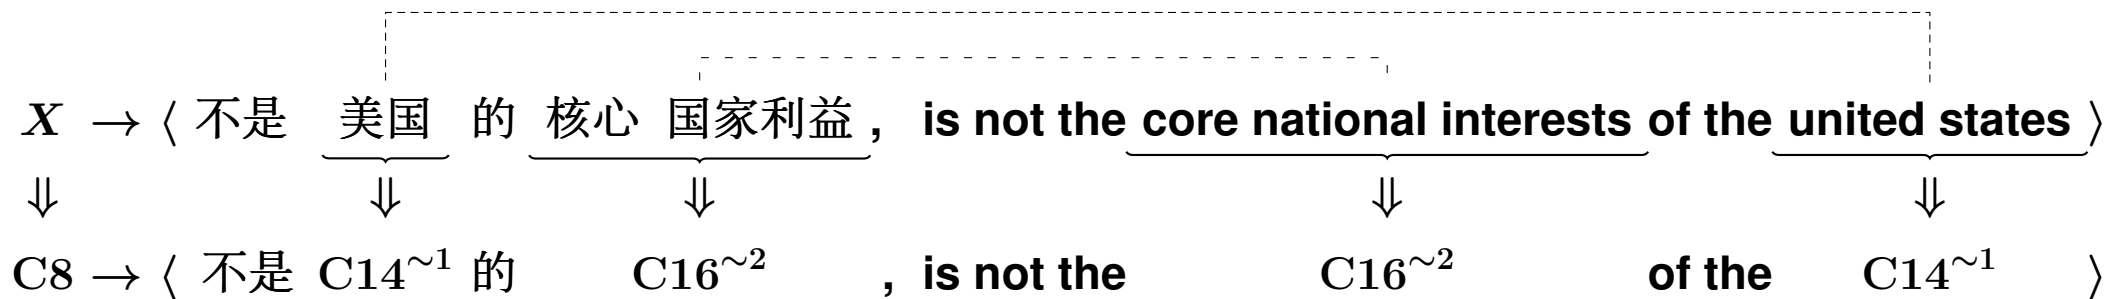 X → ⟨ 不是 美国 的 核心 国家利益 , is not the core national interests of the united states ⟩
⇓ ⇓ ⇓ ⇓ ⇓
C8 → ⟨ 不是 C14~1 的 C16~2 , is not the C16~2 of the C14~1 ⟩